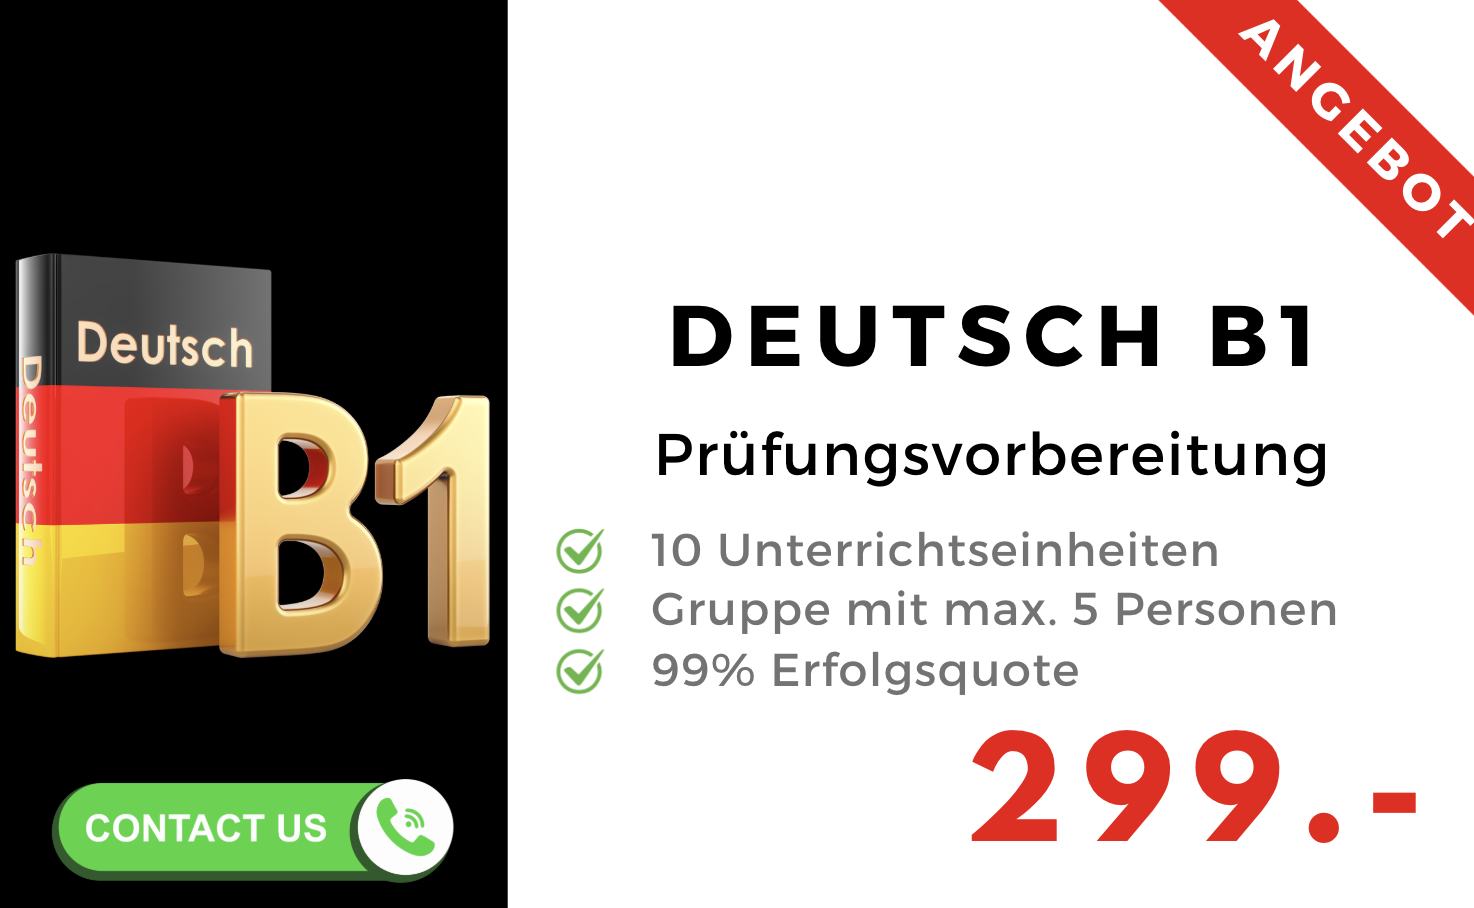 ANGEBOT
Deutsch
Deutsch
B1
DEUTSCH B1
Prüfungsvorbereitung
10 Unterrichtseinheiten
Gruppe mit max. 5 Personen
99% Erfolgsquote
299.-
CONTACT US